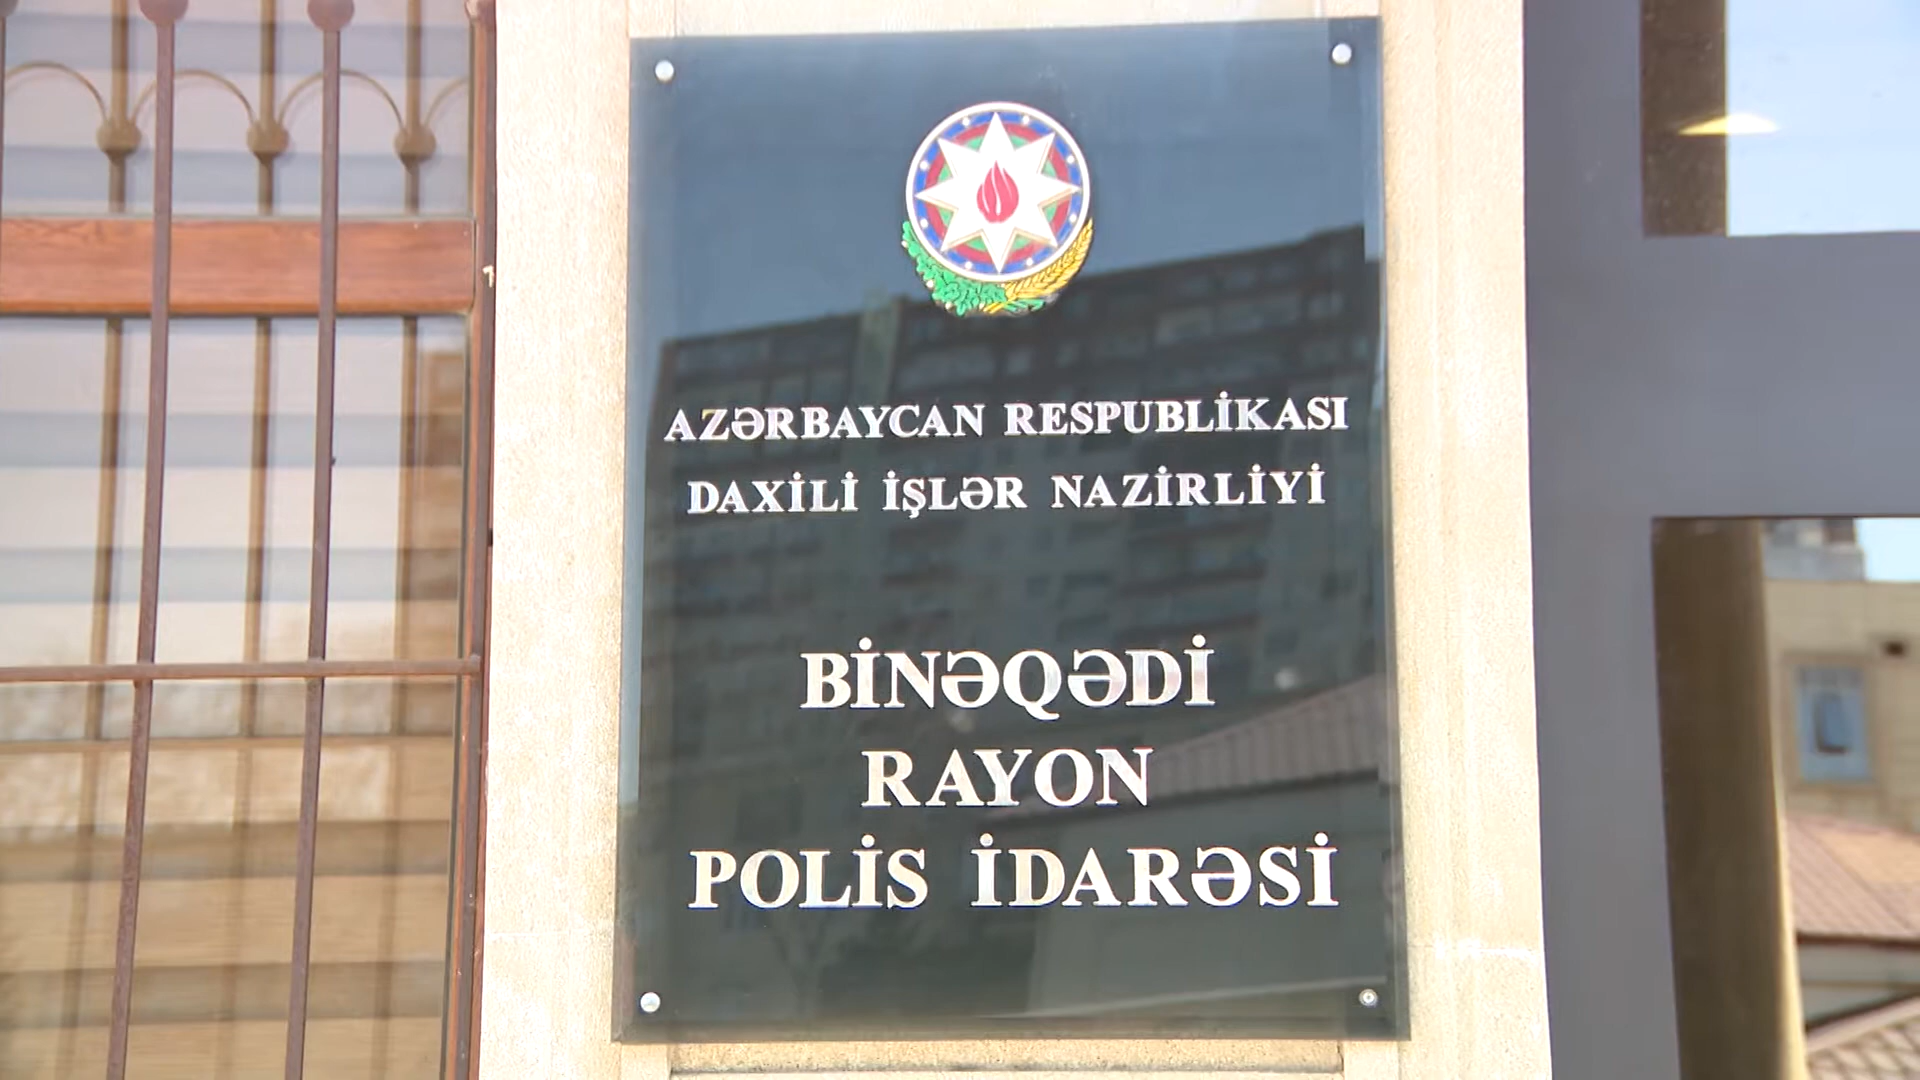 AZƏRBAYCAN RESPUBLİKASI
DAXİLİ İŞLƏR NAZİRLİYİ
BİNƏQƏDİ
RAYON
POLİS İDARƏSİ